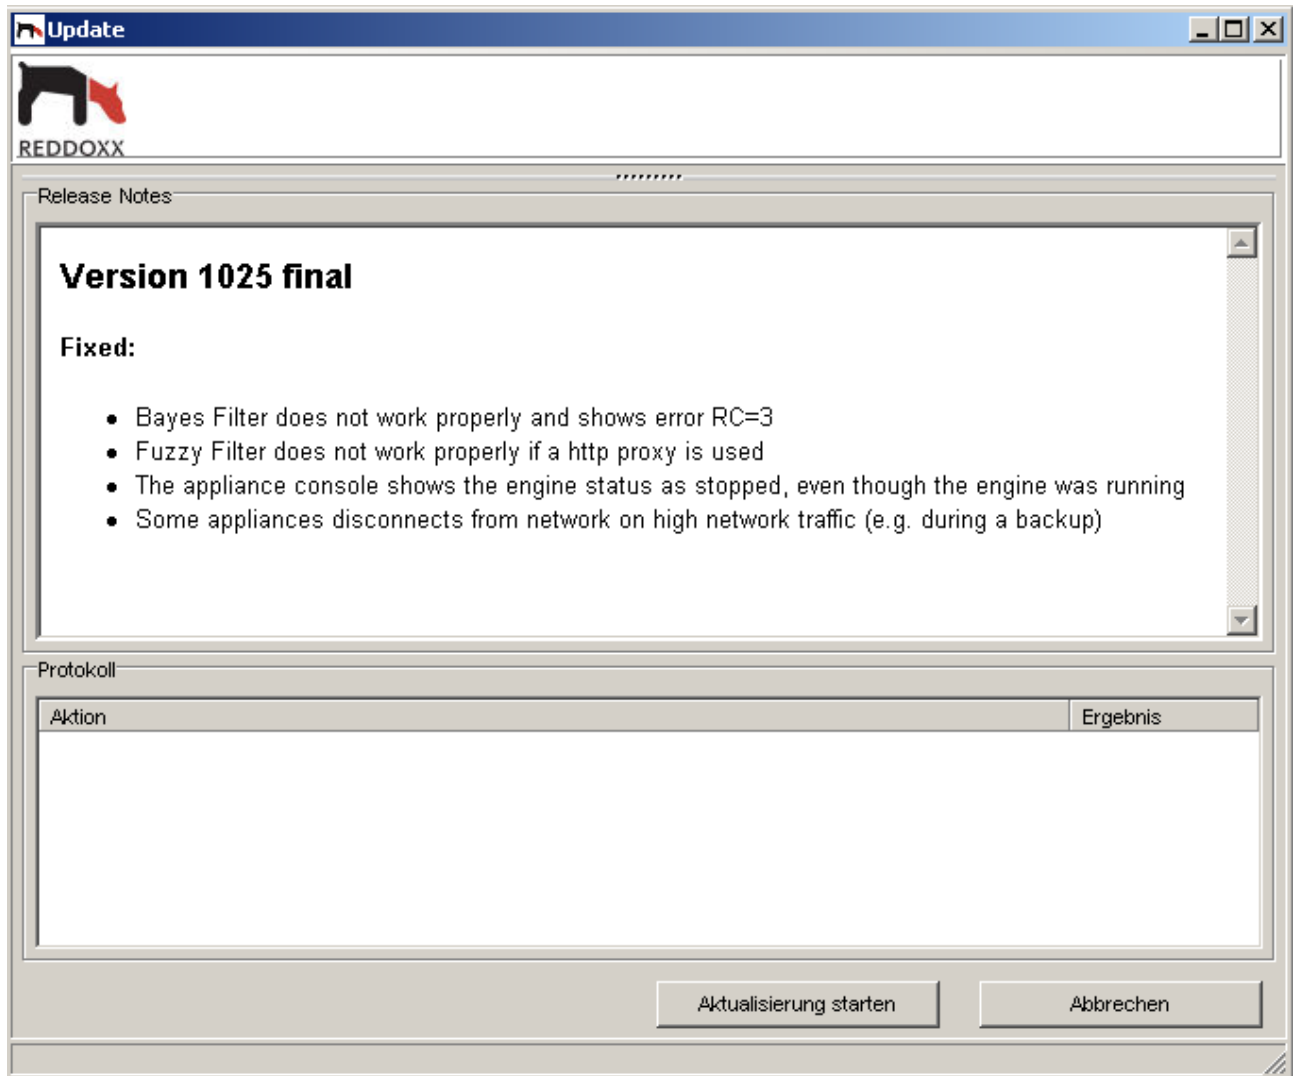 Update
REDDOXX
Release Notes
Version 1025 final
Fixed:
• Bayes Filter does not work properly and shows error RC=3
• Fuzzy Filter does not work properly if a http proxy is used
• The appliance console shows the engine status as stopped, even though the engine was running
• Some appliances disconnects from network on high network traffic (e.g. during a backup)
Protokoll
Aktion Ergebnis
Aktualisierung starten Abbrechen